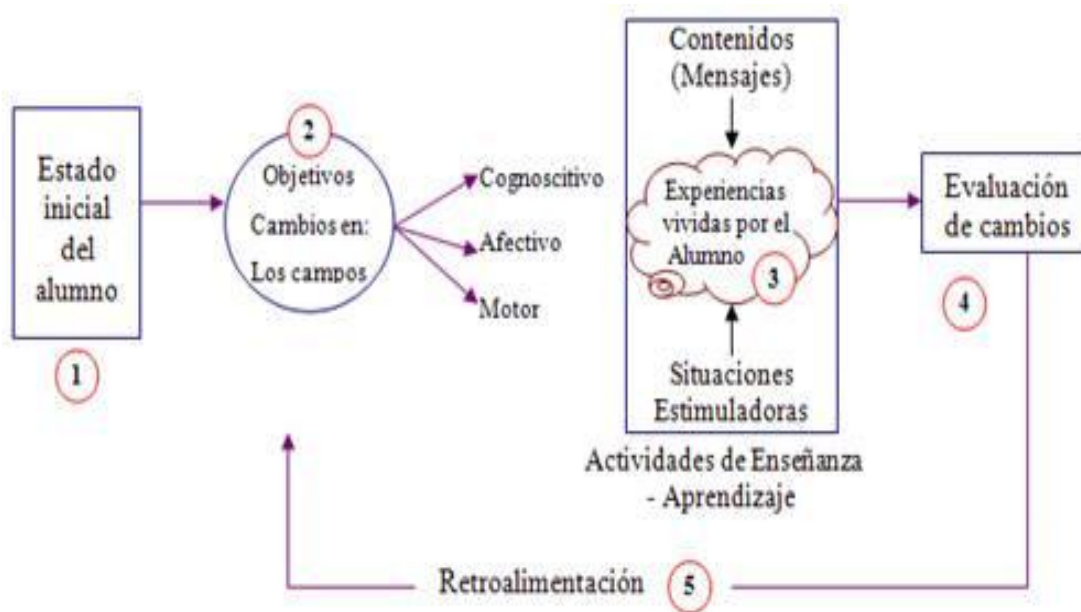 Estado
inicial
del
alumno
1
2
Objetivos
Cambios en:
Los campos
Cognoscitivo
Afectivo
Motor
Contenidos
(Mensajes)
Experiencias
vividas por el
Alumno
3
Situaciones
Estimuladoras
Actividades de Enseñanza
- Aprendizaje
Evaluación
de cambios
4
Retroalimentación
5